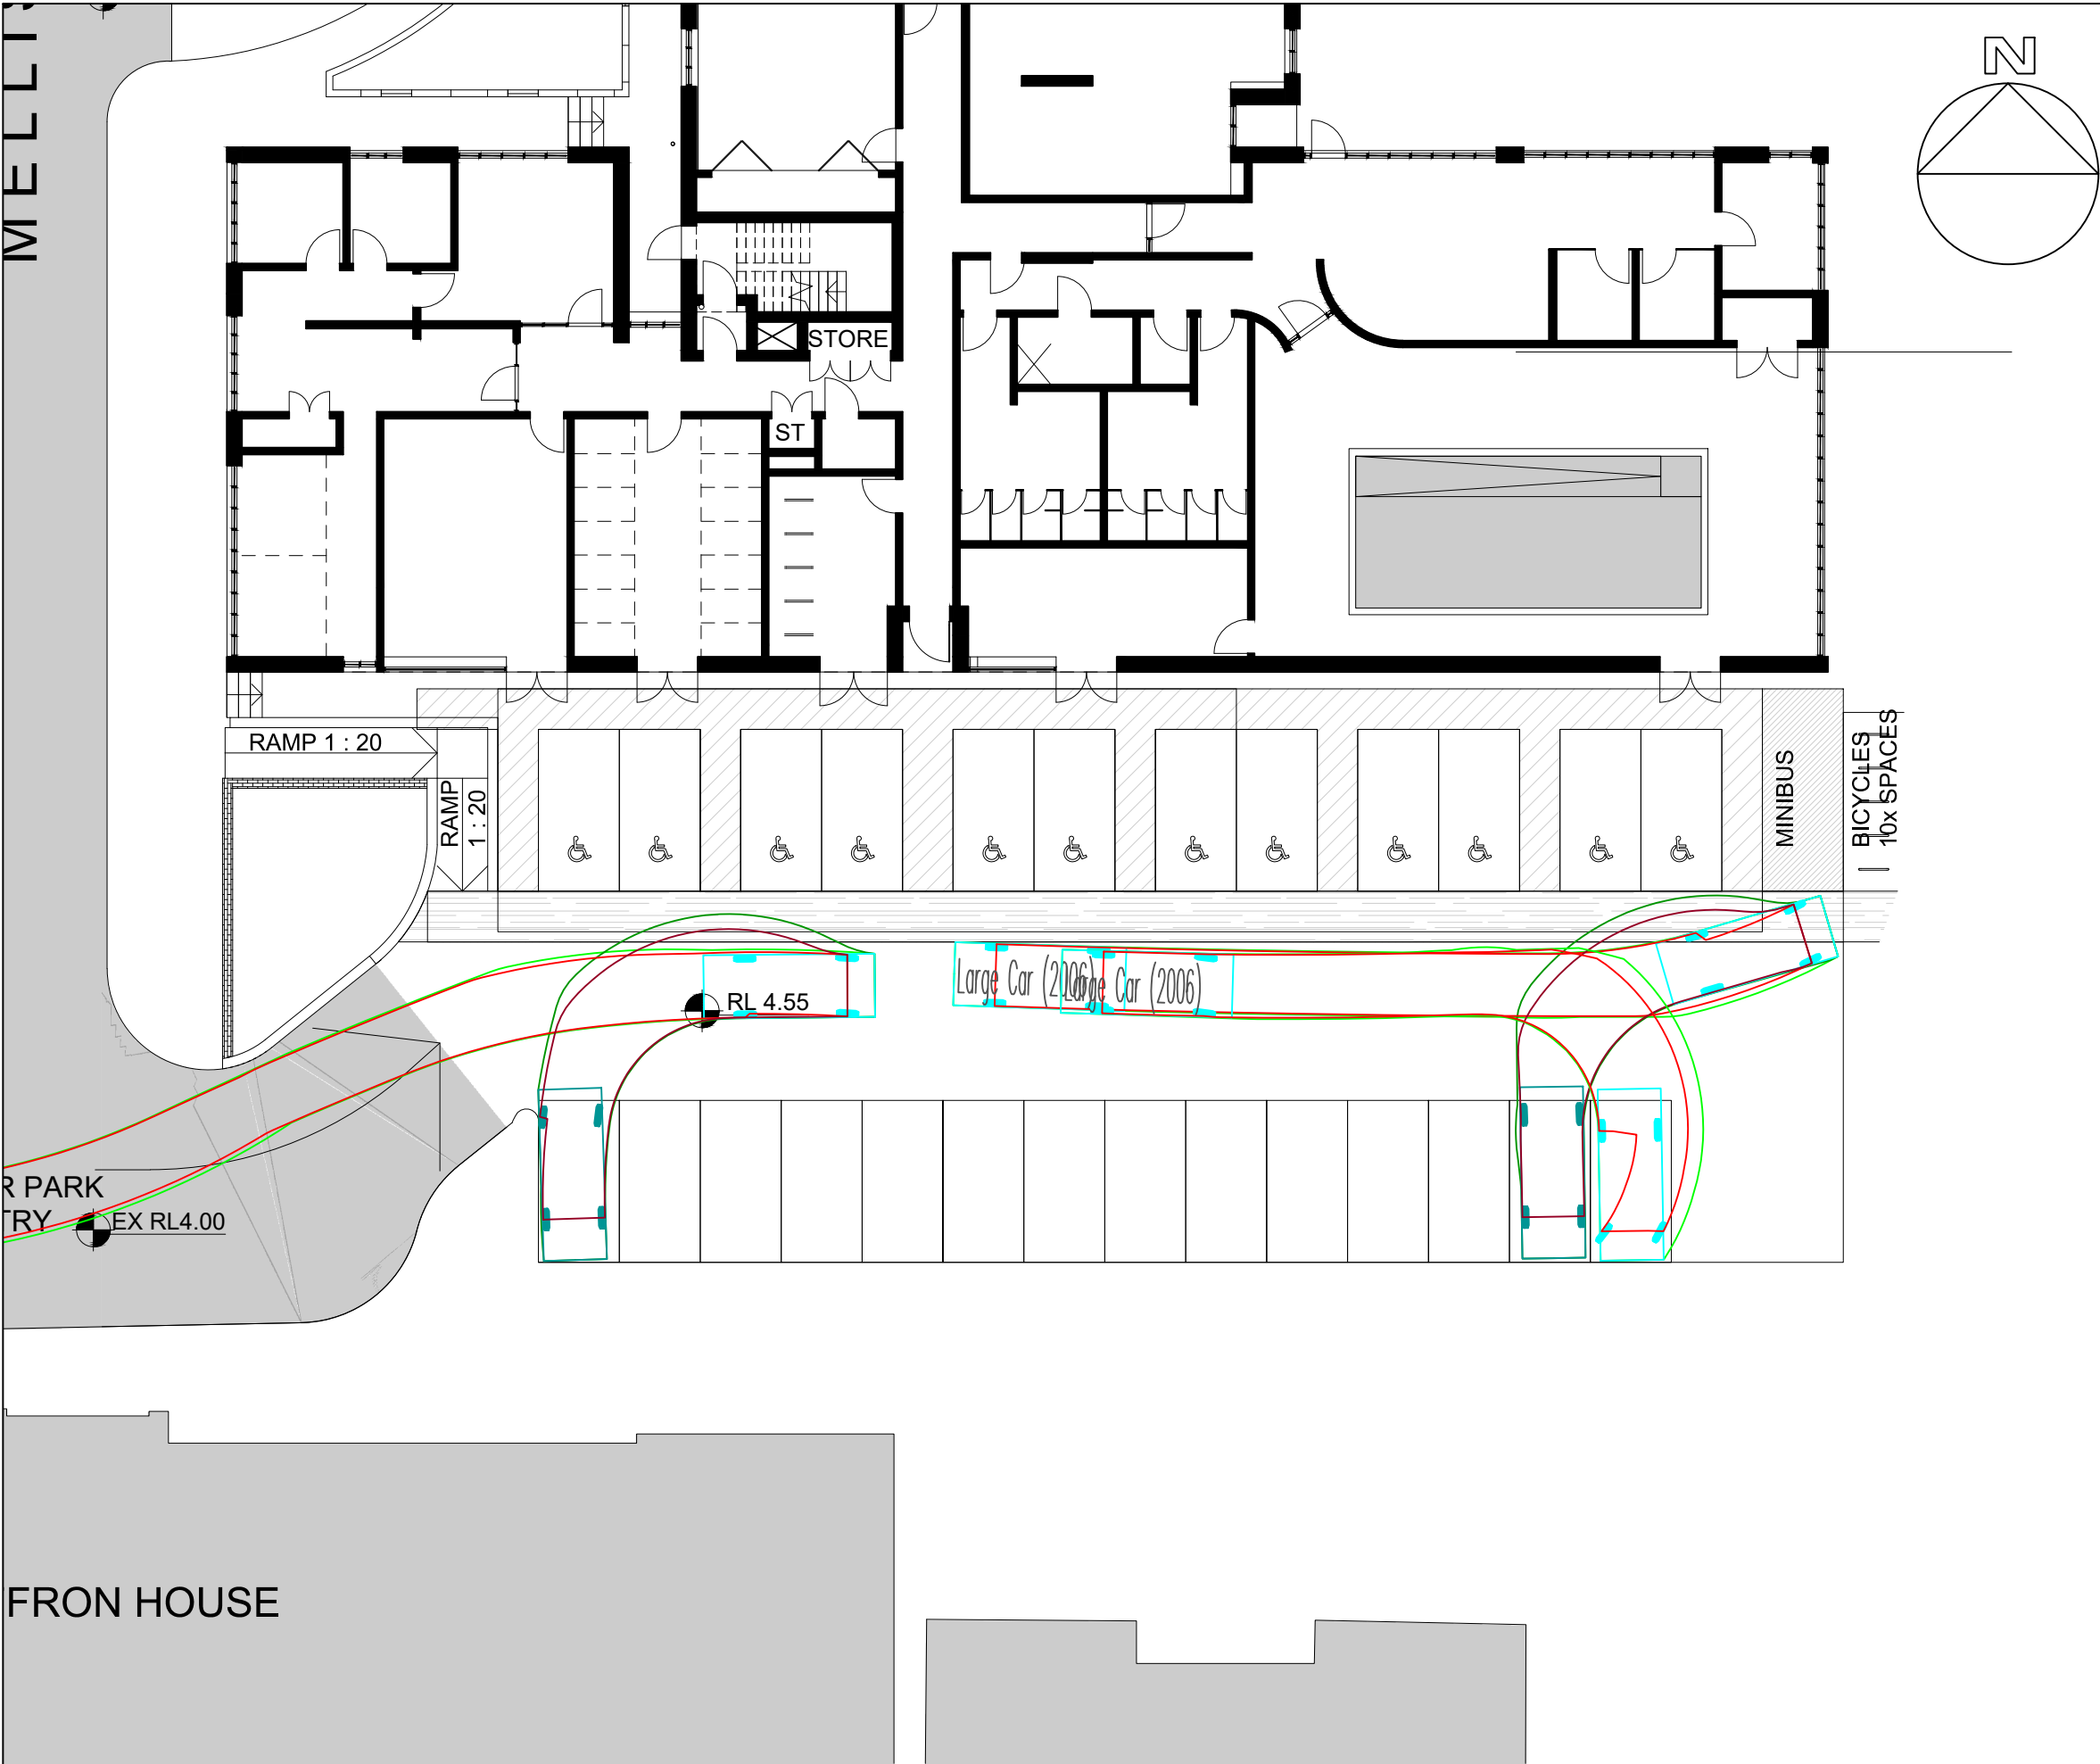 N
STORE
ST
RAMP 1 : 20
RAMP
1 : 20
MINIBUS
BICYCLES
10x SPACES
Large Car (2006)
Large Car (2006)
RL 4.55
R PARK
TRY
EX RL4.00
FRON HOUSE